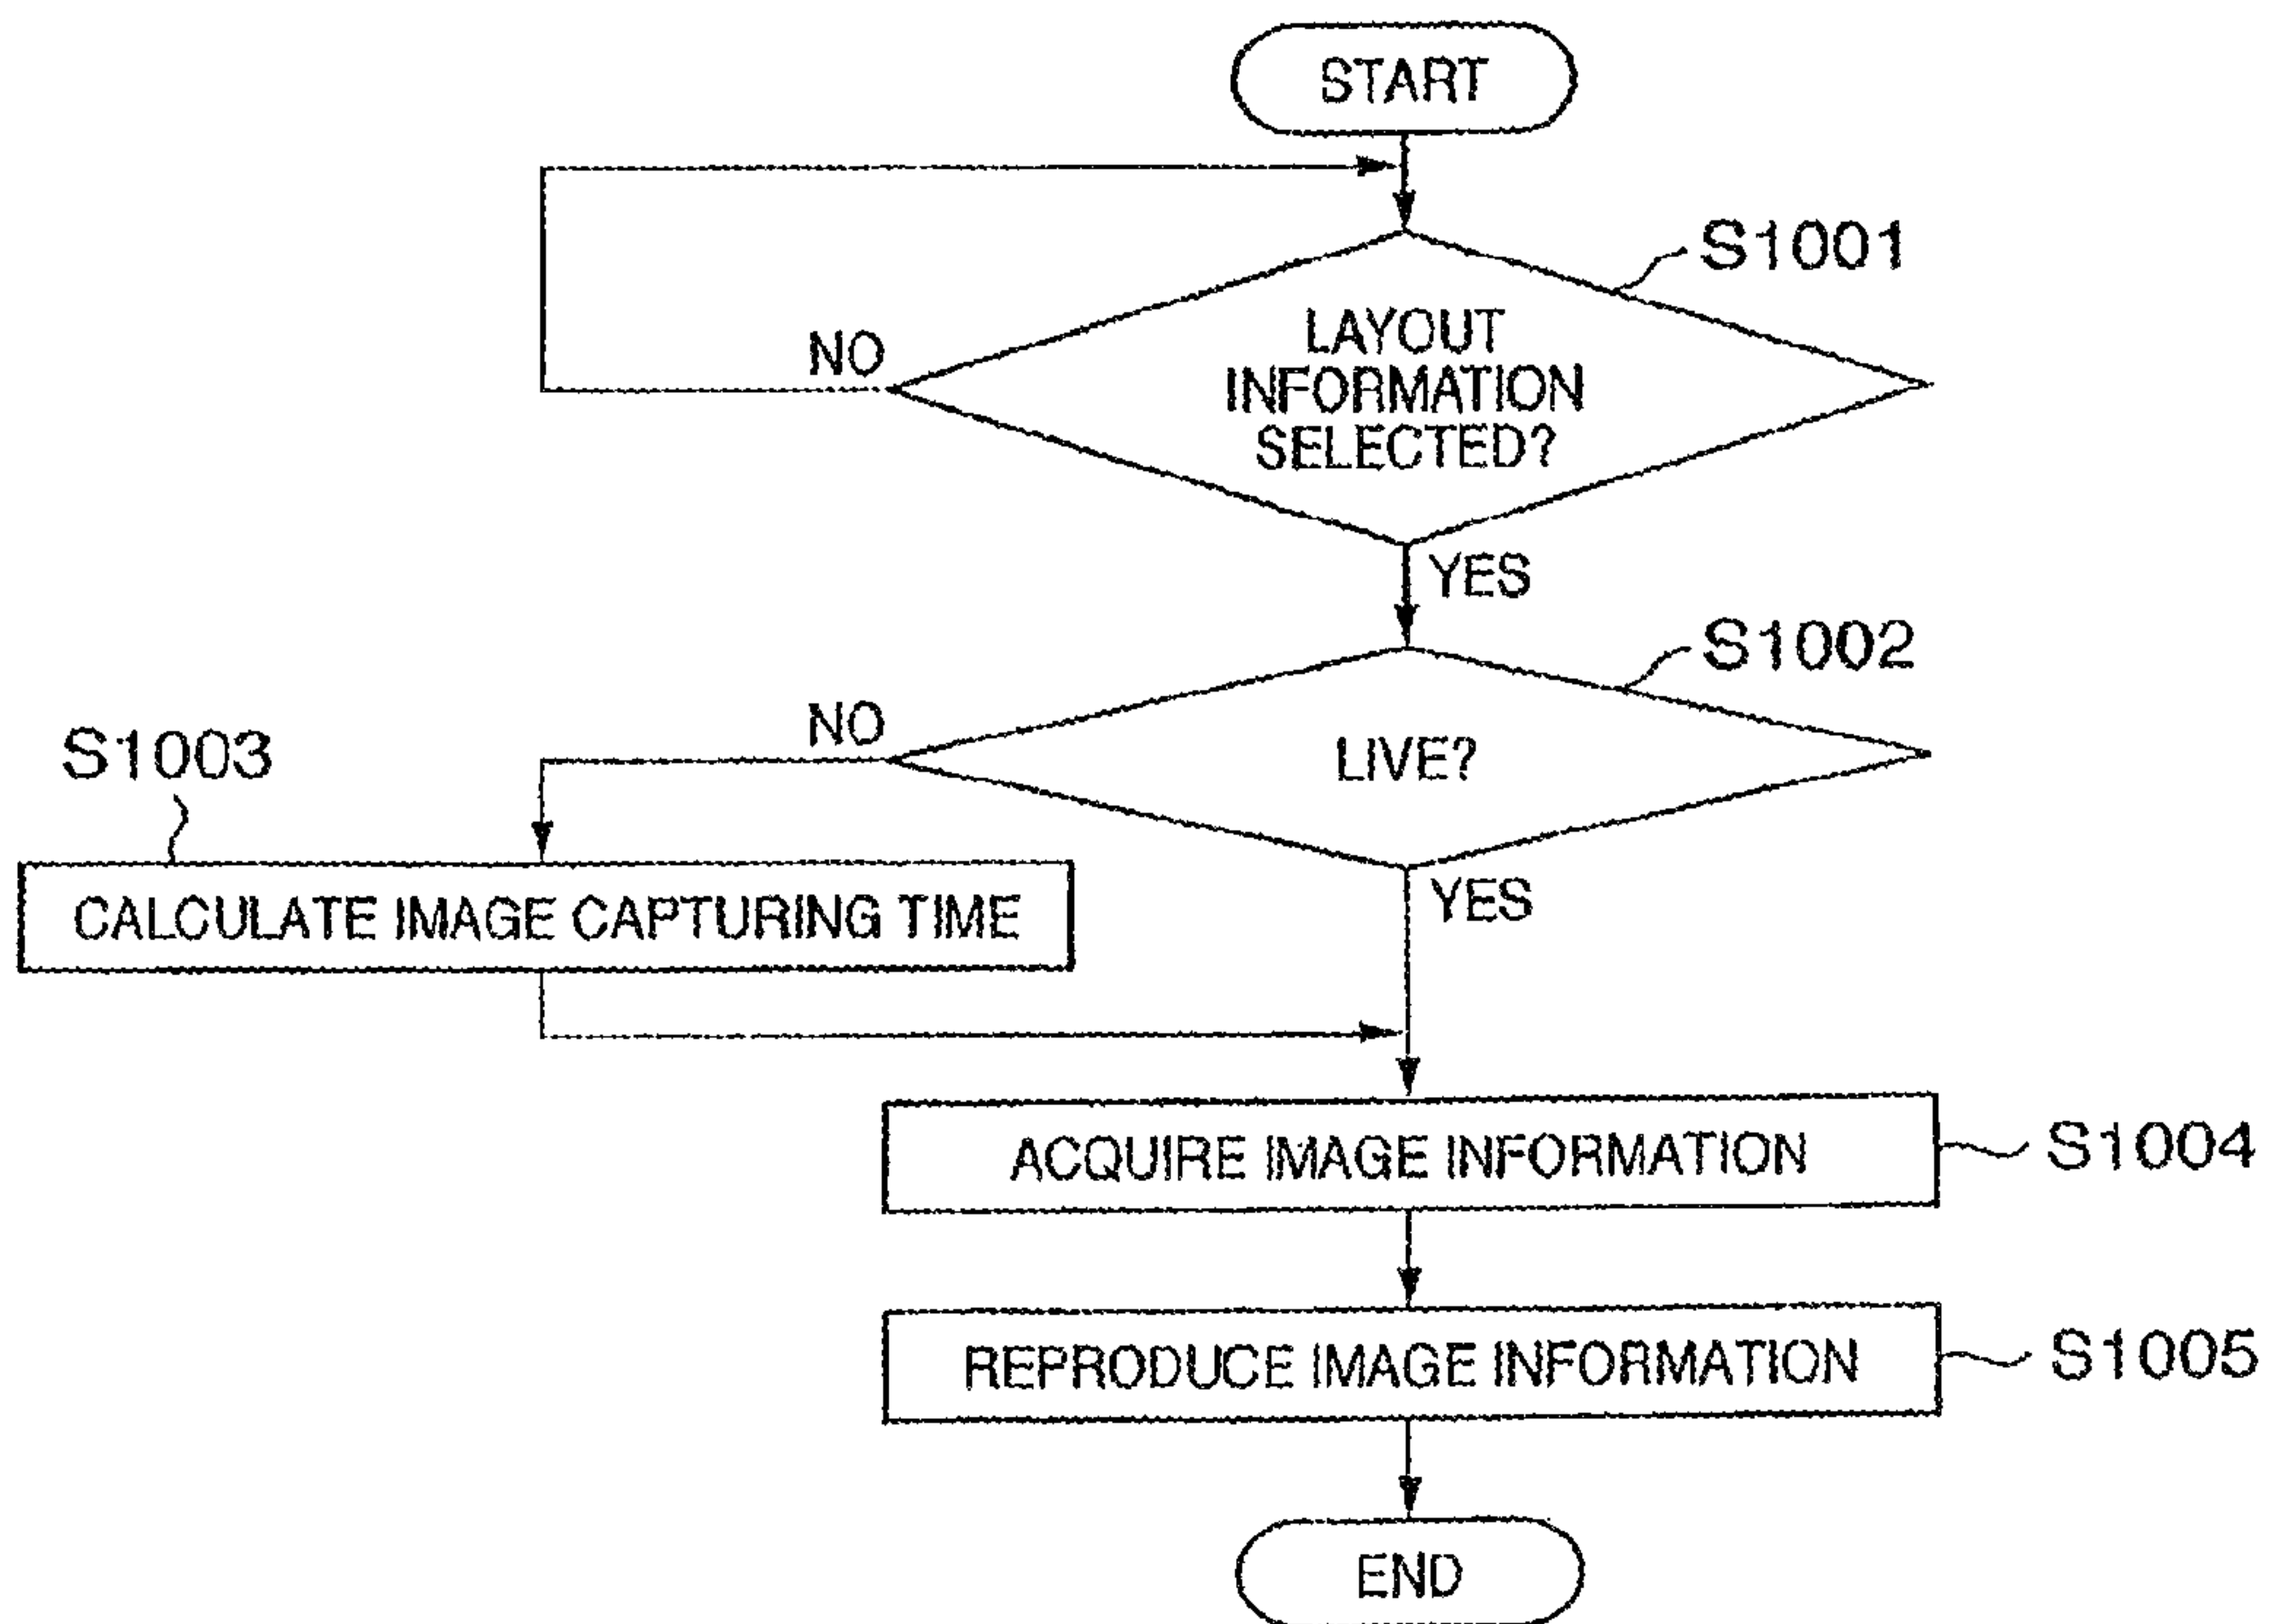 START
S1001
LAYOUT
INFORMATION
SELECTED?
NO
YES
S1002
LIVE?
NO
S1003
YES
CALCULATE IMAGE CAPTURING TIME
ACQUIRE IMAGE INFORMATION
S1004
REPRODUCE IMAGE INFORMATION
S1005
END